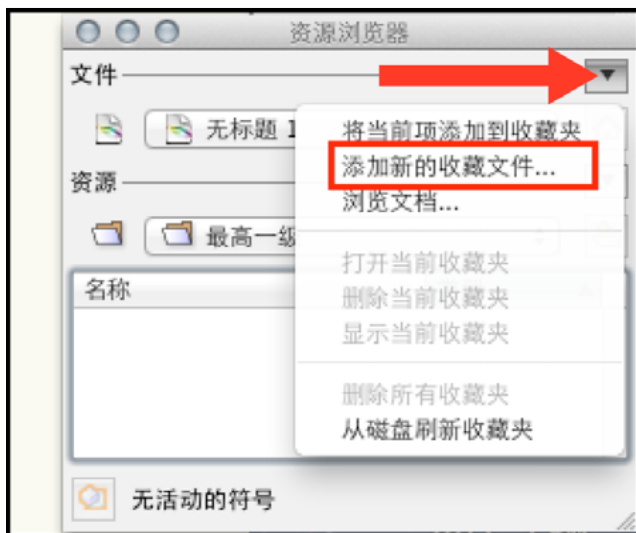 资源浏览器
文件
无标题 1
将当前项添加到收藏夹
添加新的收藏文件...
资源
浏览文档...
最高一级
打开当前收藏夹
名称
删除当前收藏夹
显示当前收藏夹
删除所有收藏夹
从磁盘刷新收藏夹
无活动的符号